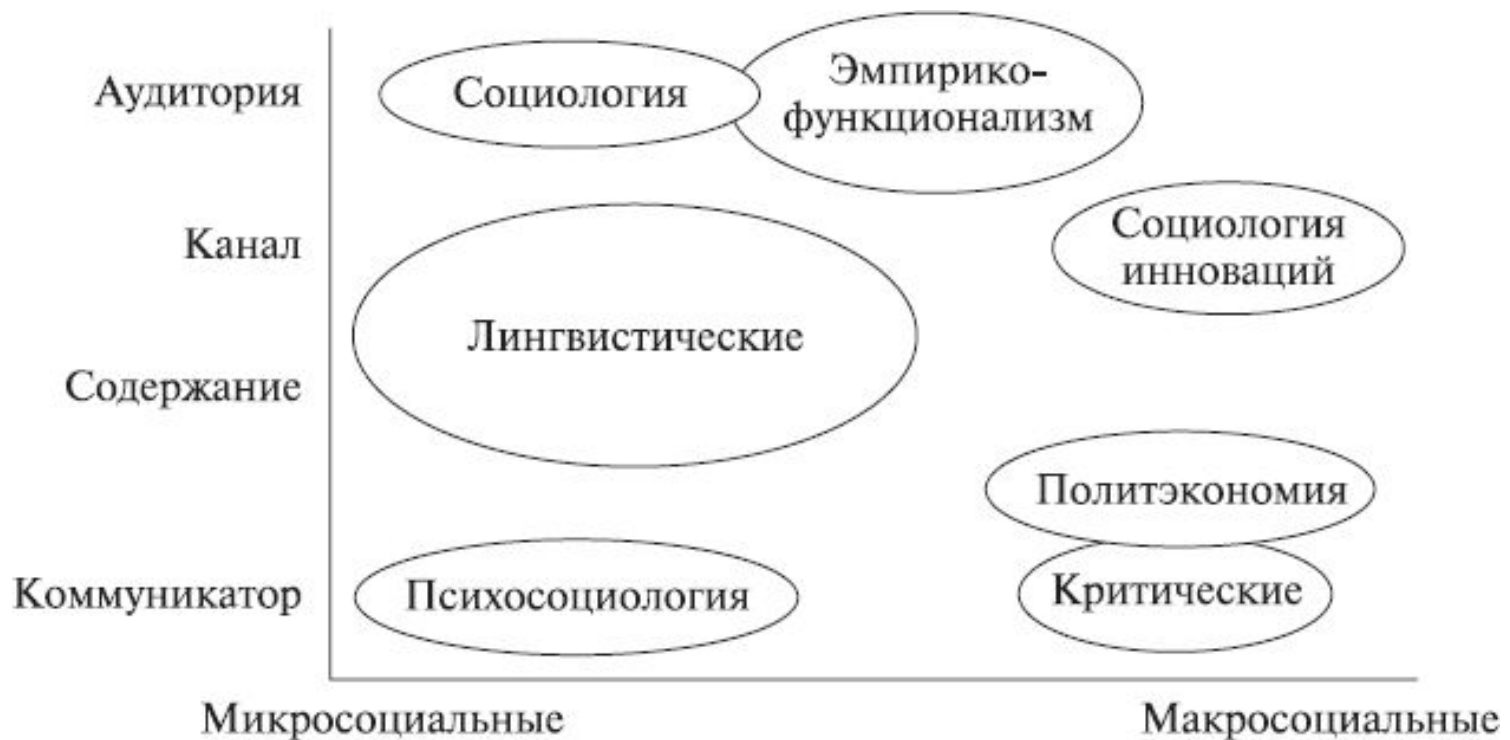 Аудитория
Социология
Эмпирико-
функционализм
Канал
Социология
инноваций
Лингвистические
Содержание
Политэкономия
Коммуникатор
Психосоциология
Критические
Микросоциальные
Макросоциальные